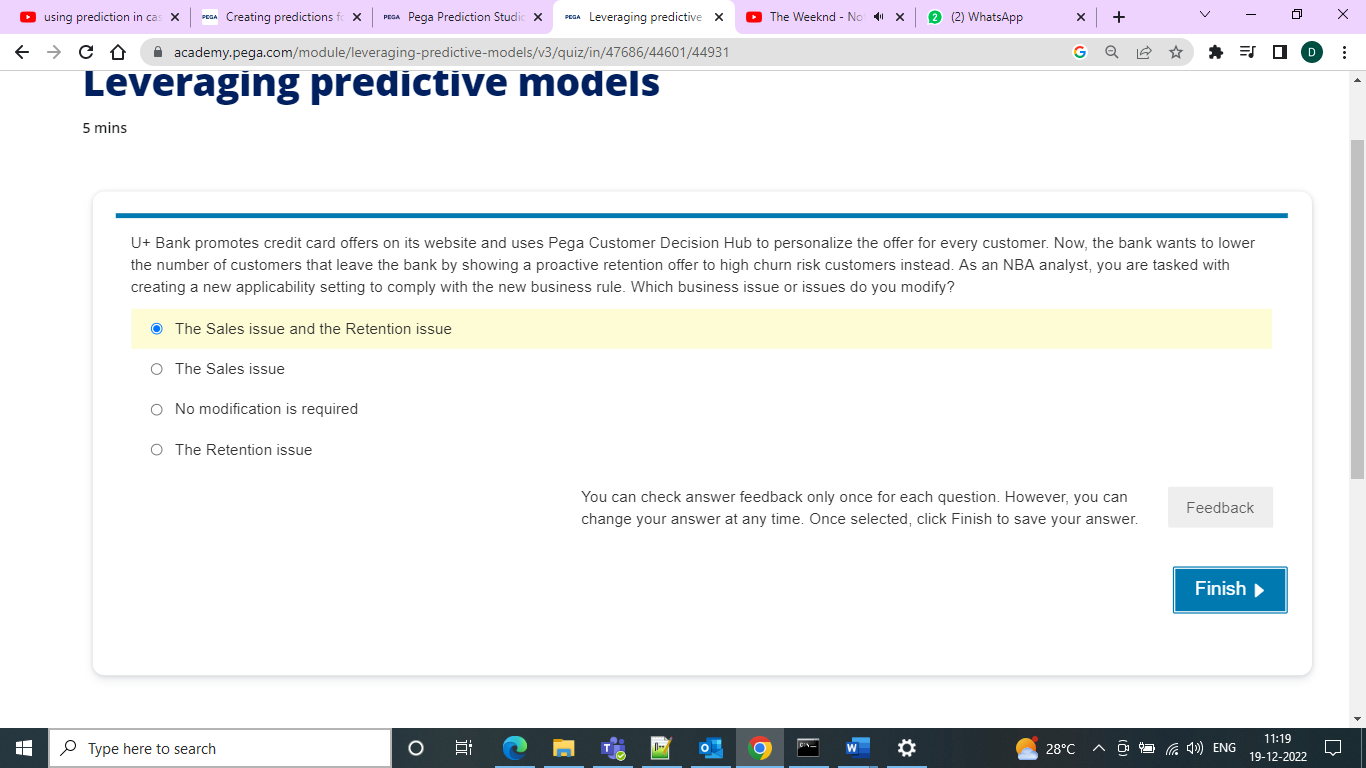 using prediction in cas
PEGA Creating predictions fo
PEGA Pega Prediction Studio
PEGA Leveraging predictive
The Weeknd - No
2 (2) WhatsApp
academy.pega.com/module/leveraging-predictive-models/v3/quiz/in/47686/44601/44931
D
Leveraging predictive models
5 mins
U+ Bank promotes credit card offers on its website and uses Pega Customer Decision Hub to personalize the offer for every customer. Now, the bank wants to lower
the number of customers that leave the bank by showing a proactive retention offer to high churn risk customers instead. As an NBA analyst, you are tasked with
creating a new applicability setting to comply with the new business rule. Which business issue or issues do you modify?
The Sales issue and the Retention issue
The Sales issue
No modification is required
The Retention issue
You can check answer feedback only once for each question. However, you can
change your answer at any time. Once selected, click Finish to save your answer.
Feedback
Finish
Type here to search
28°C
ENG
11:19
19-12-2022